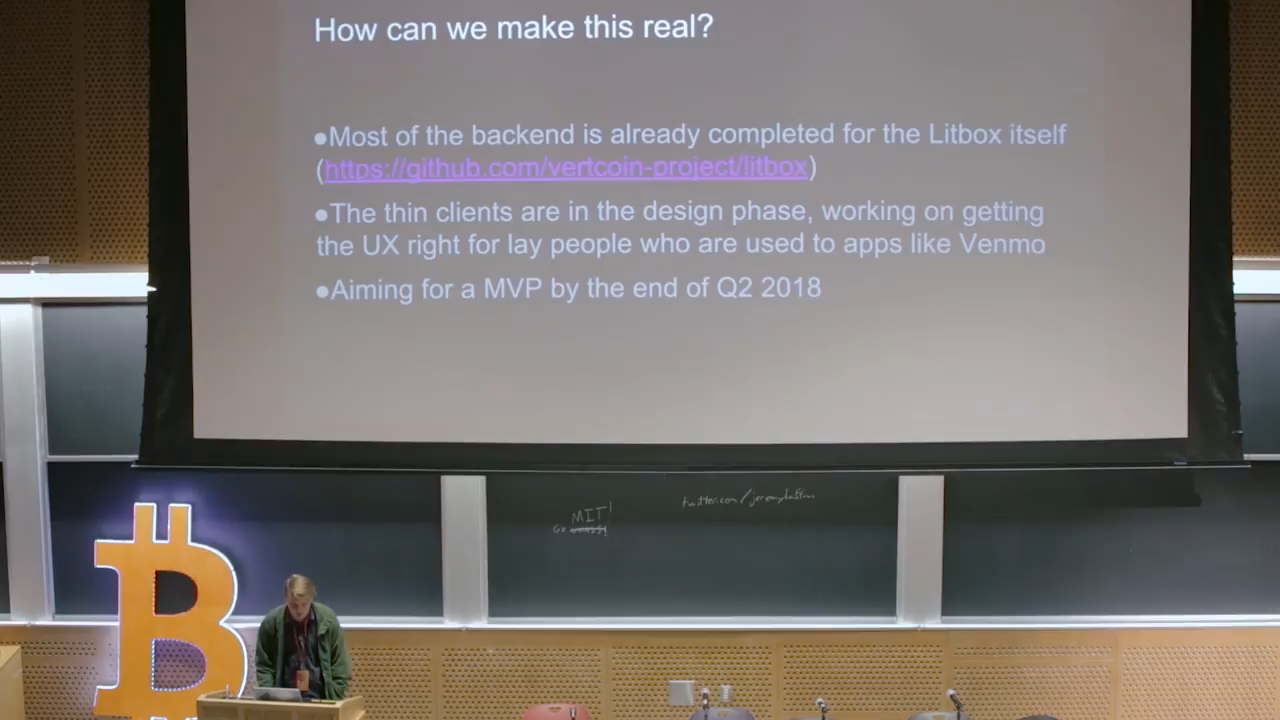 How can we make this real?
●Most of the backend is already completed for the Litbox itself
(https://github.com/vertcoin-project/litbox)
●The thin clients are in the design phase, working on getting
the UX right for lay people who are used to apps like Venmo
●Aiming for a MVP by the end of Q2 2018
MIT!
Go